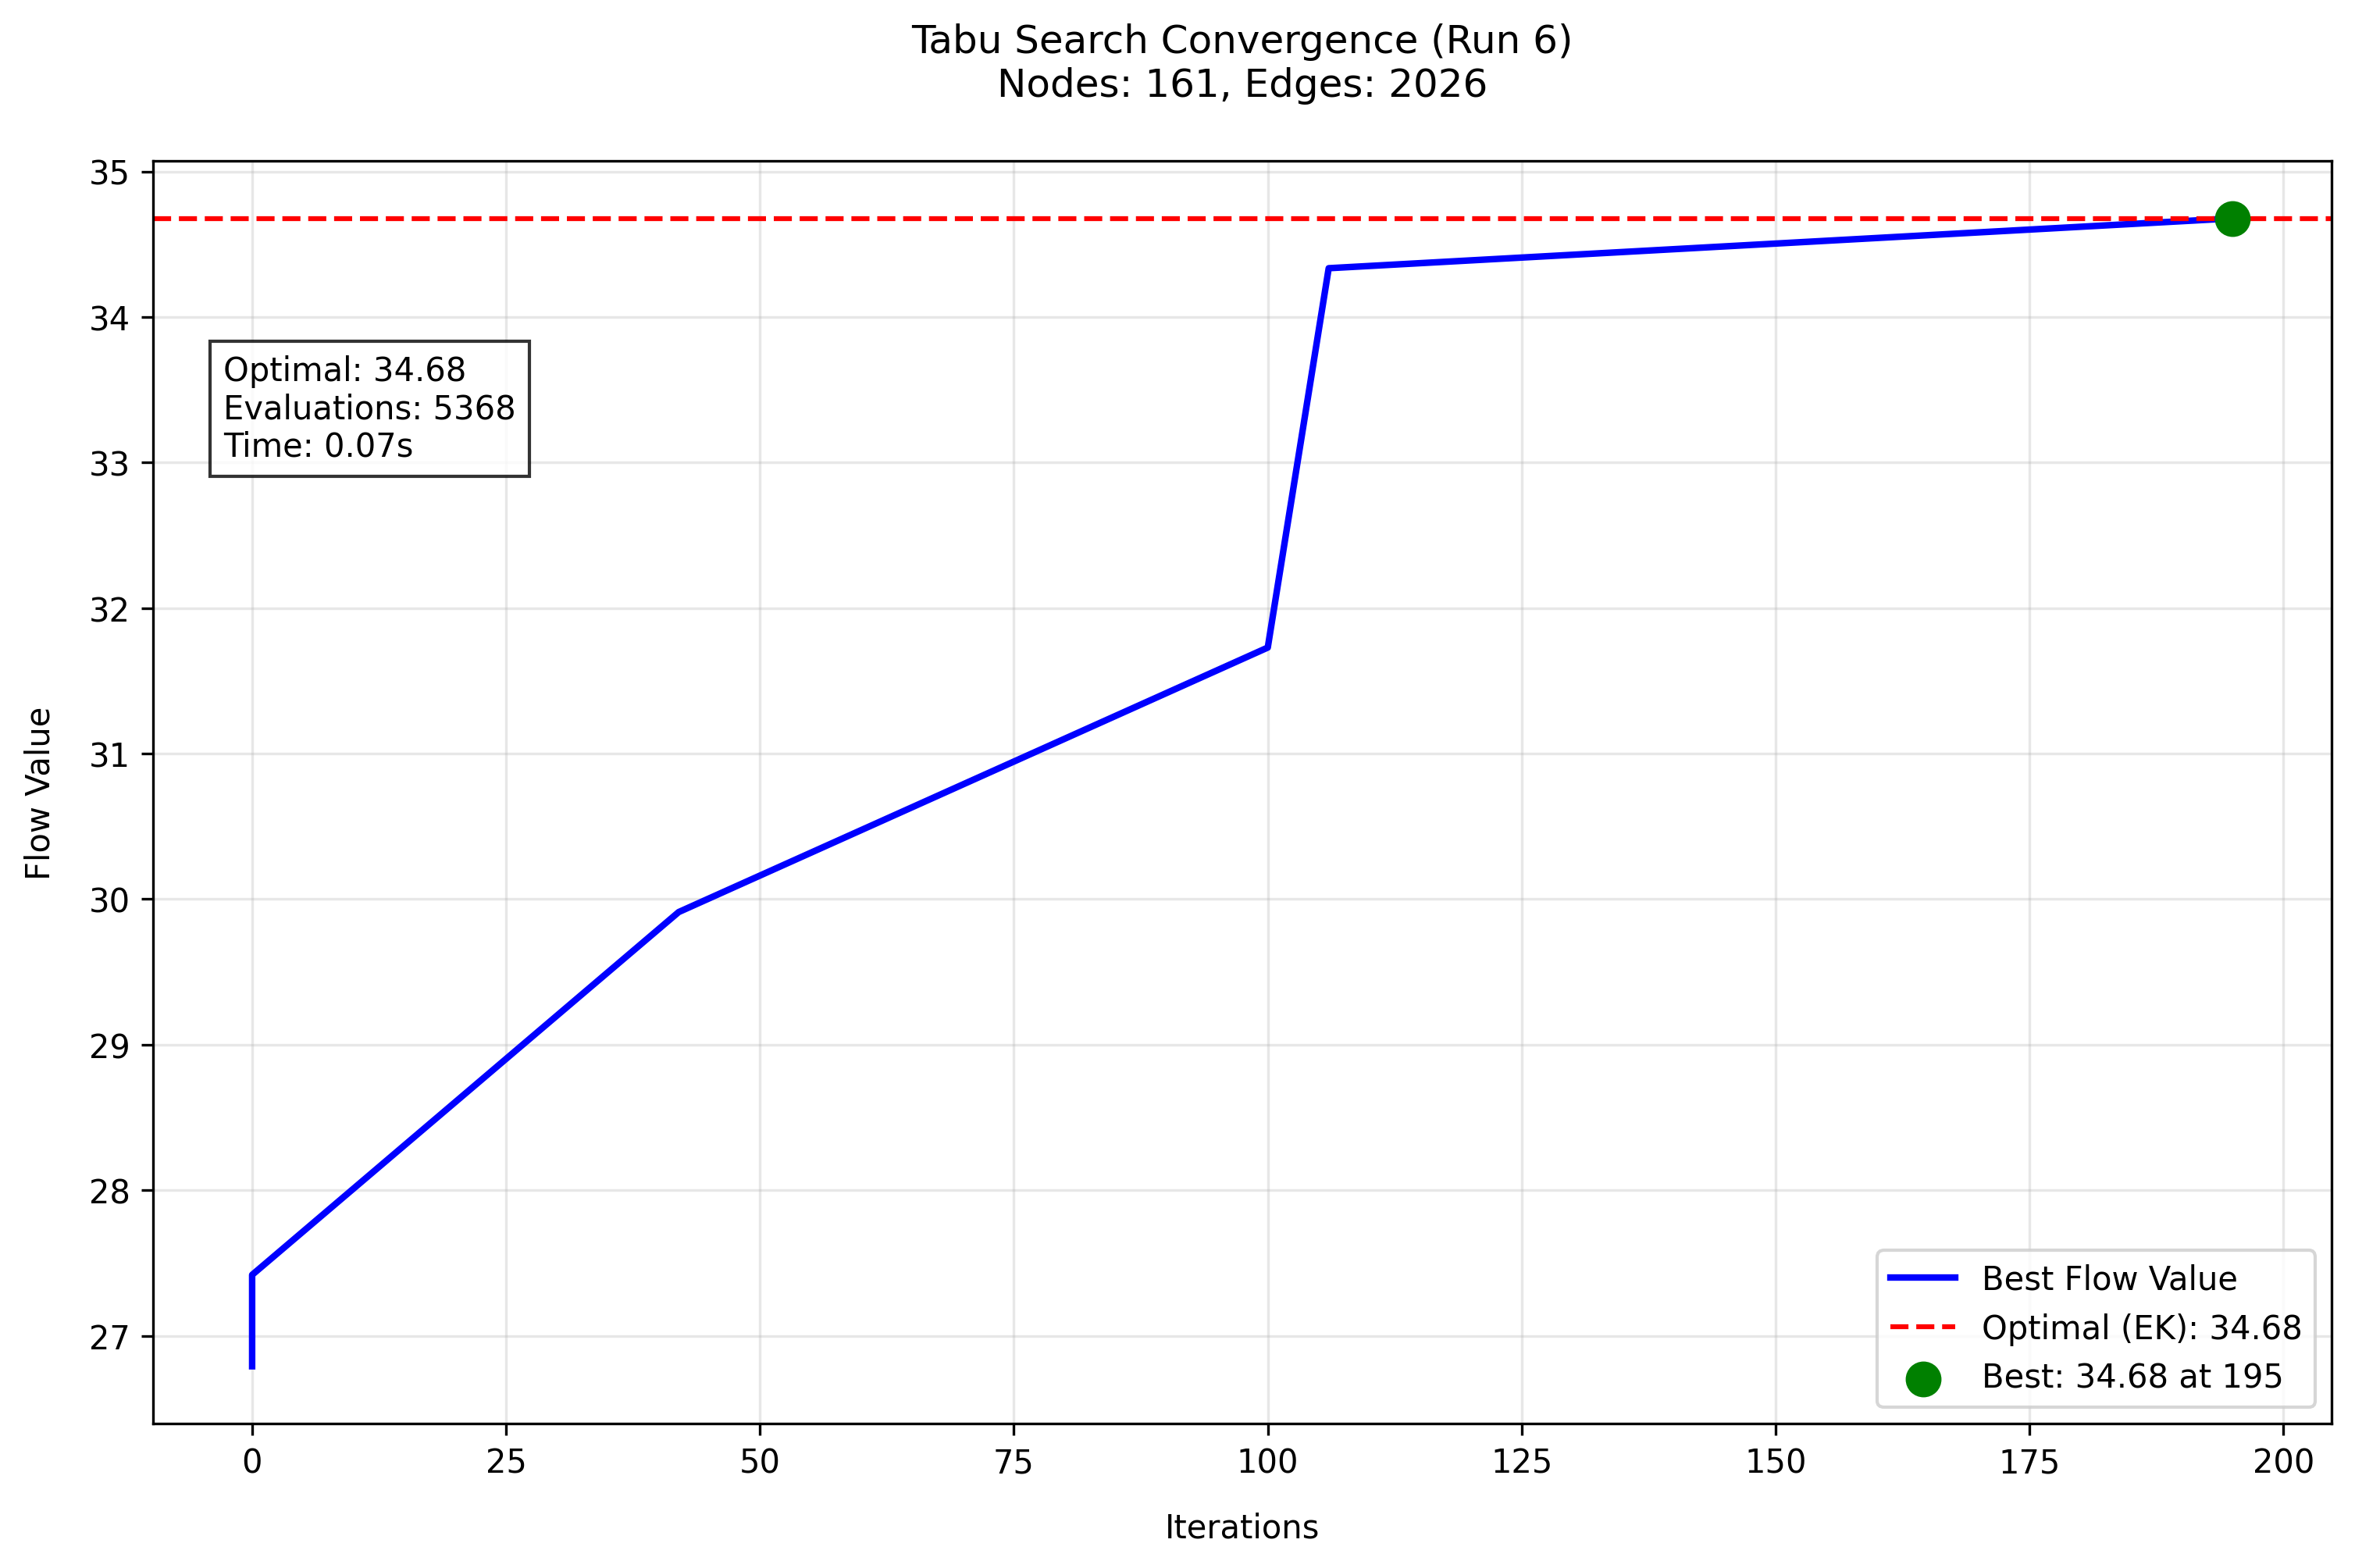 Tabu Search Convergence (Run 6)
Nodes: 161, Edges: 2026
35
34
33
32
31
30
29
28
27
Flow Value
Optimal: 34.68
Evaluations: 5368
Time: 0.07s
Best Flow Value
Optimal (EK): 34.68
Best: 34.68 at 195
0 25 50 75 100 125 150 175 200
Iterations